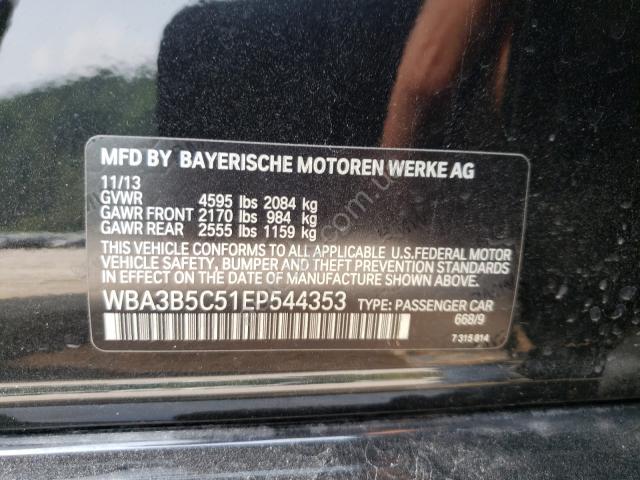 MFD BY BAYERISCHE MOTOREN WERKE AG
11/13
GVWR 4595 lbs 2084 kg
GAWR FRONT 2170 lbs 984 kg
GAWR REAR 2555 lbs 1159 kg
THIS VEHICLE CONFORMS TO ALL APPLICABLE U.S.FEDERAL MOTOR
VEHICLE SAFETY, BUMPER AND THEFT PREVENTION STANDARDS
IN EFFECT ON THE DATE OF MANUFACTURE SHOWN ABOVE.
WBA3B5C51EP544353 TYPE: PASSENGER CAR
668/9
7 315 814